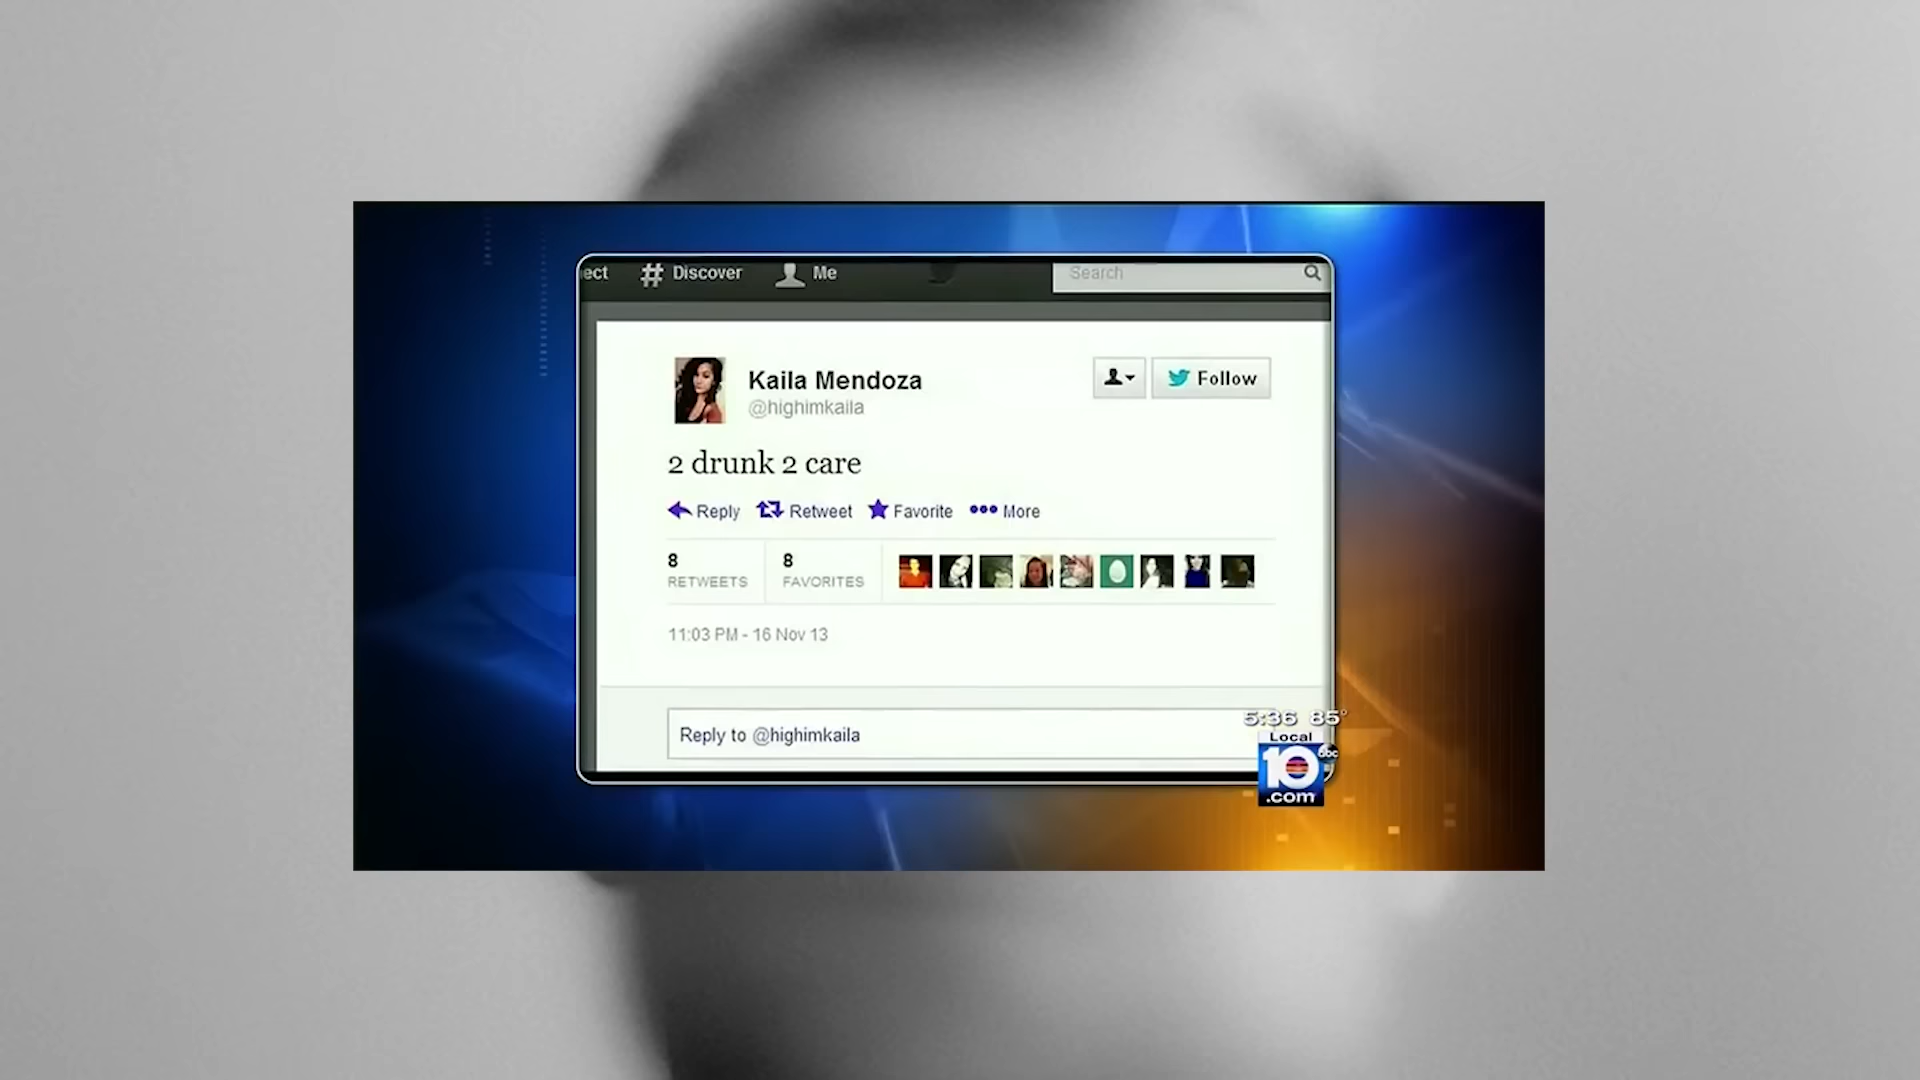 ect # Discover Me Search
Kaila Mendoza Follow
@highimkaila
2 drunk 2 care
Reply Retweet Favorite More
8 8
RETWEETS FAVORITES
11:03 PM - 16 Nov 13
Reply to @highimkaila
5:36 85°
Local
10 abc
.com